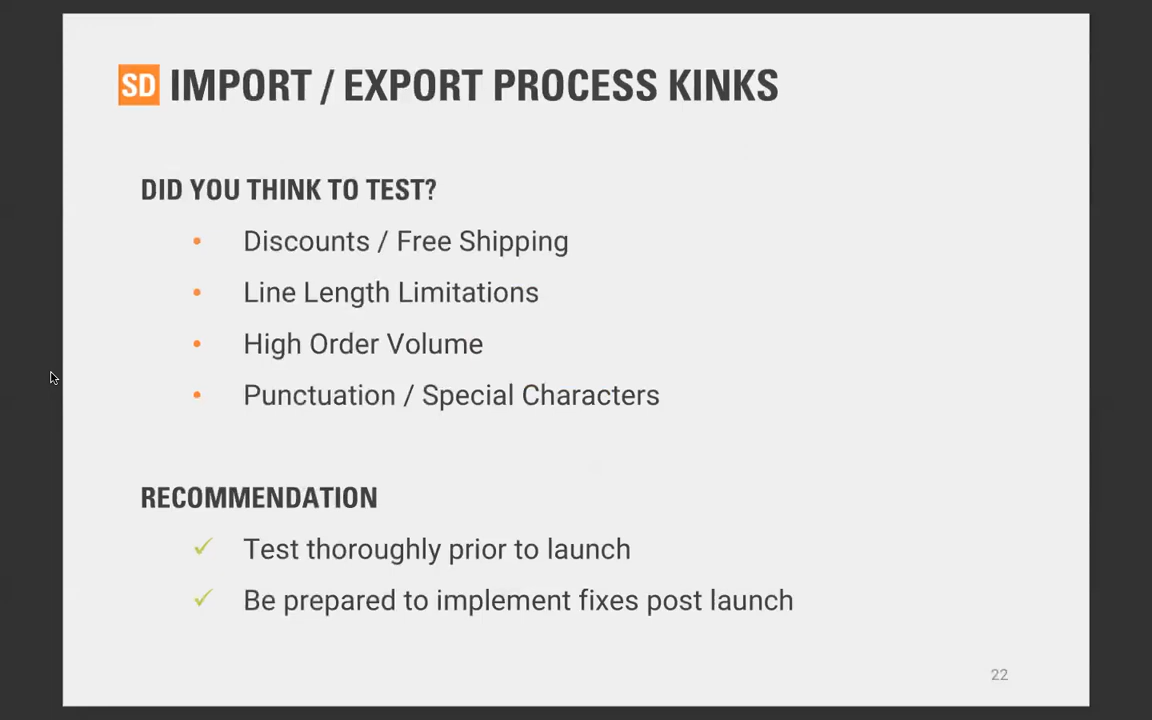 SD IMPORT / EXPORT PROCESS KINKS
DID YOU THINK TO TEST?
• Discounts / Free Shipping
• Line Length Limitations
• High Order Volume
• Punctuation / Special Characters
RECOMMENDATION
✓ Test thoroughly prior to launch
✓ Be prepared to implement fixes post launch
22